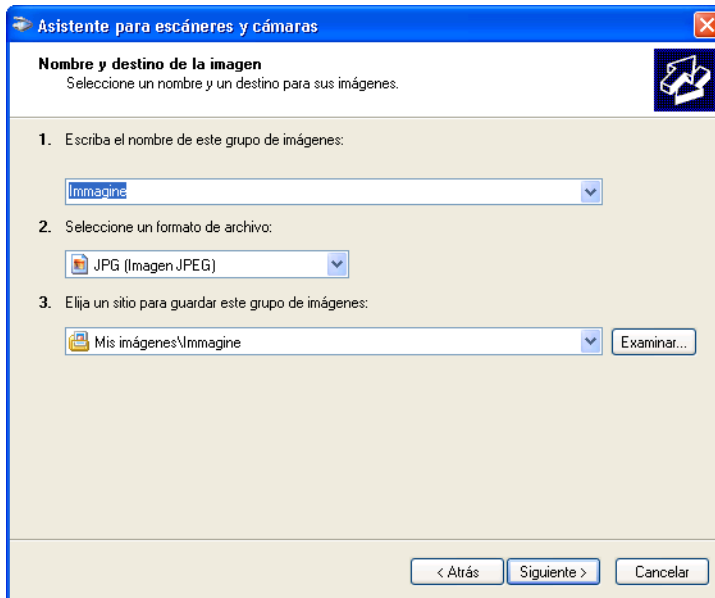 Asistente para escáneres y cámaras
Nombre y destino de la imagen
Seleccione un nombre y un destino para sus imágenes.
1. Escriba el nombre de este grupo de imágenes:
Immagine
2. Seleccione un formato de archivo:
JPG (Imagen JPEG)
3. Elija un sitio para guardar este grupo de imágenes:
Mis imágenes\Immagine
Examinar...
< Atrás Siguiente > Cancelar